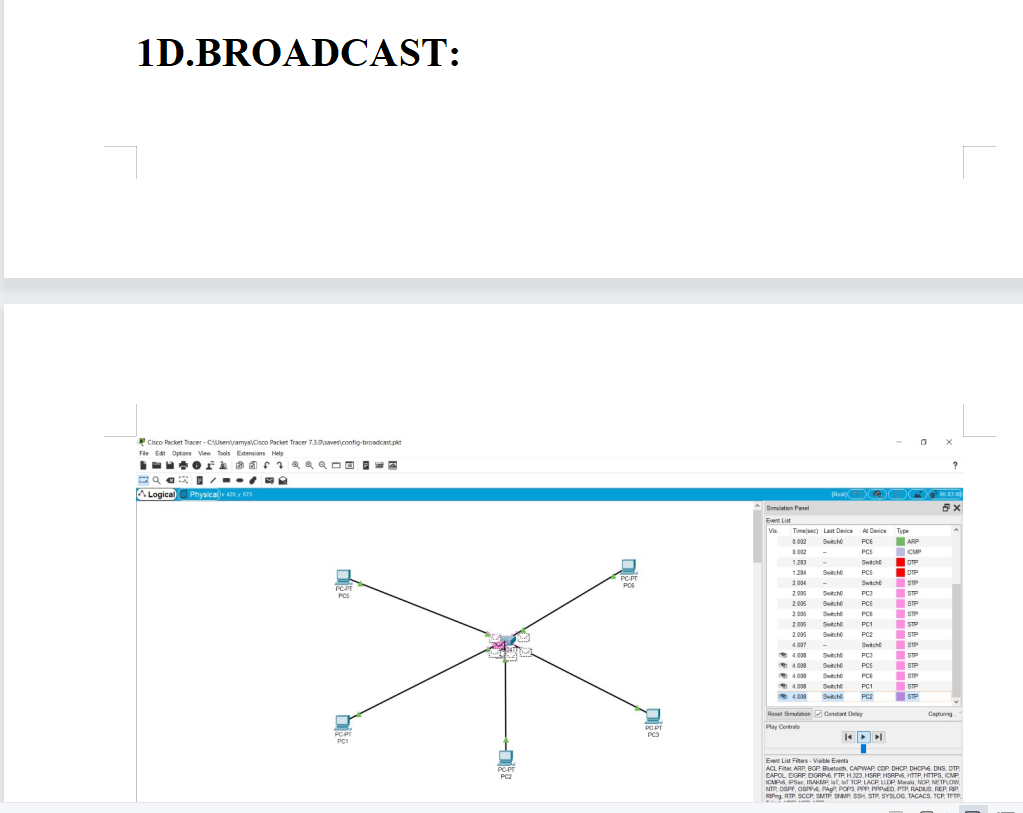 1D.BROADCAST:
Cisco Packet Tracer - C:\Users\ramya\Cisco Packet Tracer 7.3.0\saves\config-broadcast.pkt
File Edit Options View Tools Extensions Help
?
Logical Physical x 420, y 673
[Root]
Simulation Panel
Event List
Vis. Time(sec) Last Device At Device Type
0.002 Switch0 PC6 ARP
0.002 -- PC5 ICMP
1.283 -- Switch0 DTP
1.284 Switch0 PC5 DTP
2.004 -- Switch0 STP
2.005 Switch0 PC3 STP
2.005 Switch0 PC5 STP
2.005 Switch0 PC6 STP
2.005 Switch0 PC1 STP
2.005 Switch0 PC2 STP
4.007 -- Switch0 STP
4.008 Switch0 PC3 STP
4.008 Switch0 PC5 STP
4.008 Switch0 PC6 STP
4.008 Switch0 PC1 STP
4.008 Switch0 PC2 STP
Reset Simulation Constant Delay Capturing...
Play Controls
Event List Filters - Visible Events
ACL Filter, ARP, BGP, Bluetooth, CAPWAP, CDP, DHCP, DHCPv6, DNS, DTP,
EAPOL, EIGRP, EIGRPv6, FTP, H.323, HSRP, HSRPv6, HTTP, HTTPS, ICMP,
ICMPv6, IPSec, ISAKMP, IoT, IoT TCP, LACP, LLDP, Meraki, NDP, NETFLOW,
NTP, OSPF, OSPFv6, PAgP, POP3, PPP, PPPoED, PTP, RADIUS, REP, RIP,
RIPng, RTP, SCCP, SMTP, SNMP, SSH, STP, SYSLOG, TACACS, TCP, TFTP,
PC-PT
PC5
PC-PT
PC6
PC-PT
PC1
PC-PT
PC2
PC-PT
PC3